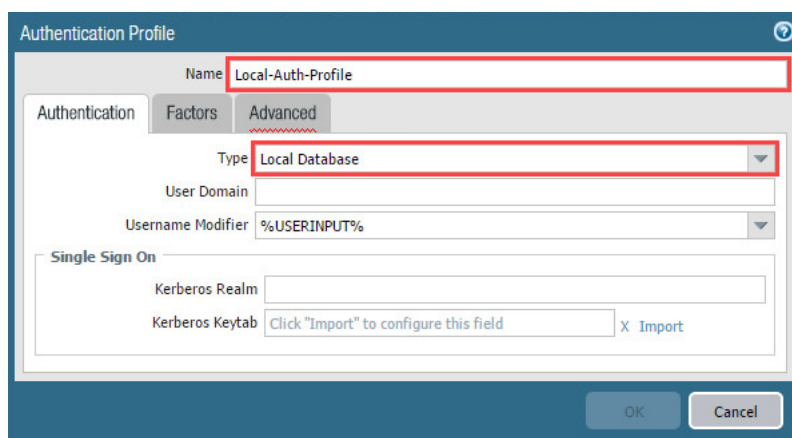 Authentication Profile
Name Local-Auth-Profile
Authentication Factors Advanced
Type Local Database
User Domain
Username Modifier %USERINPUT%
Single Sign On
Kerberos Realm
Kerberos Keytab Click "Import" to configure this field X Import
OK Cancel